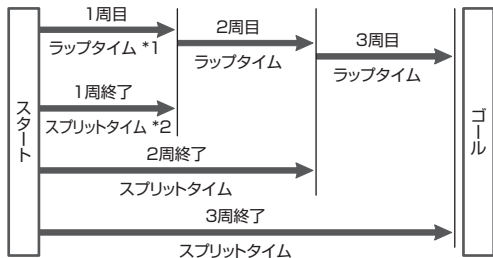 スタート
1周目
ラップタイム *1
2周目
ラップタイム
3周目
ラップタイム
1周終了
スプリットタイム *2
2周終了
スプリットタイム
3周終了
スプリットタイム
ゴール